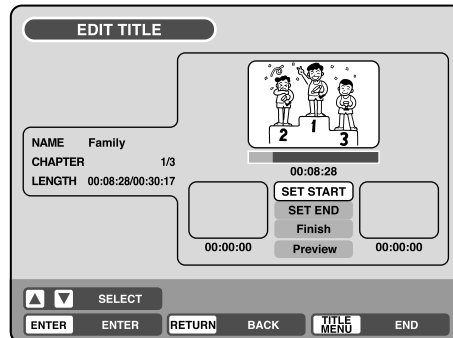 EDIT TITLE
NAME Family
CHAPTER 1/3
LENGTH 00:08:28/00:30:17
2 1 3
00:08:28
SET START
SET END
Finish
Preview
00:00:00 00:00:00
SELECT
ENTER ENTER RETURN BACK TITLE MENU END